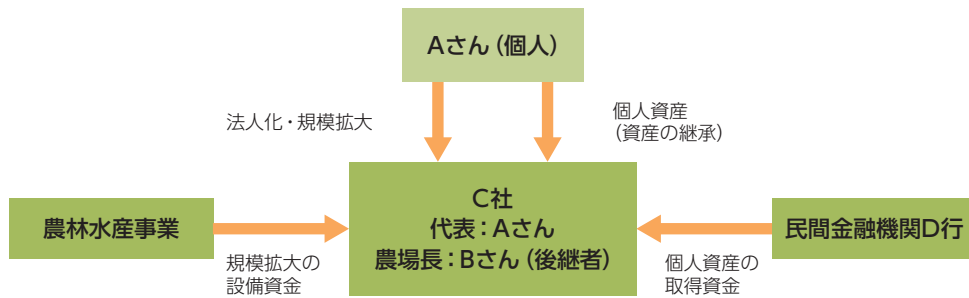 Aさん（個人）
法人化・規模拡大
個人資産
（資産の継承）
C社
代表：Aさん
農場長：Bさん（後継者）
農林水産事業
規模拡大の
設備資金
民間金融機関D行
個人資産の
取得資金